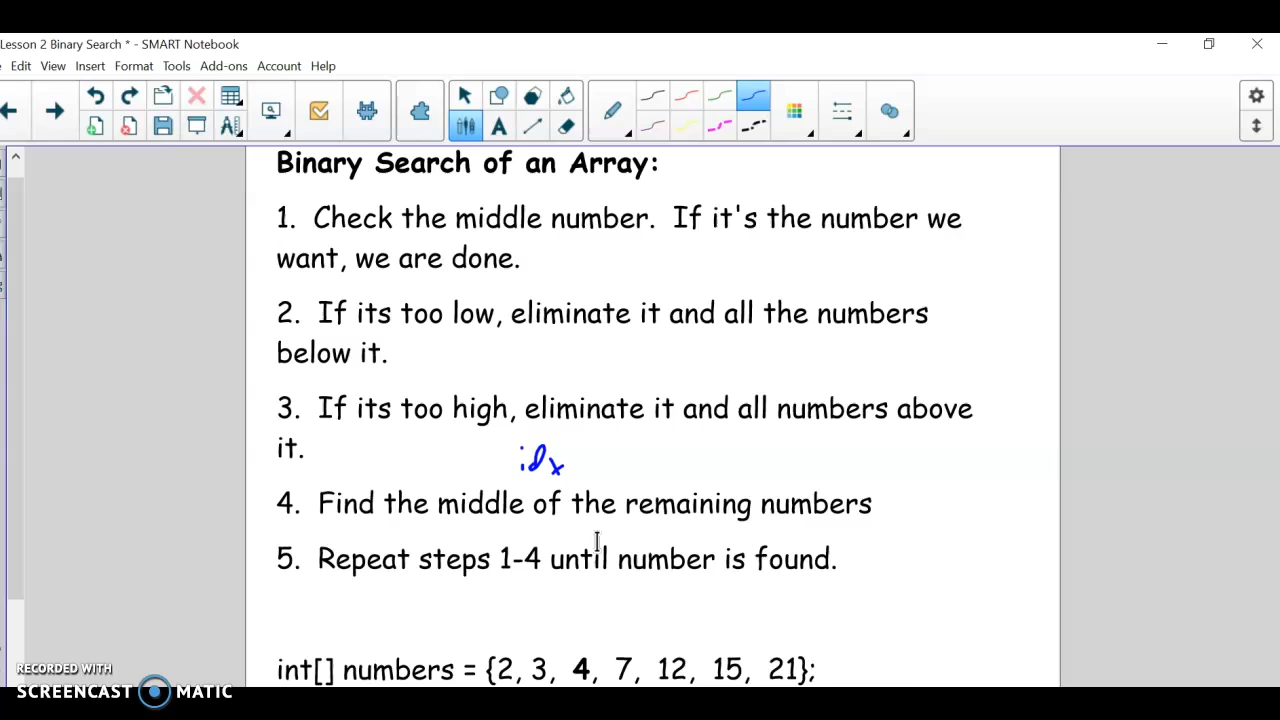 Lesson 2 Binary Search * - SMART Notebook
Edit View Insert Format Tools Add-ons Account Help
Binary Search of an Array:
1. Check the middle number. If it's the number we
want, we are done.
2. If its too low, eliminate it and all the numbers
below it.
3. If its too high, eliminate it and all numbers above
it.
idx
4. Find the middle of the remaining numbers
5. Repeat steps 1-4 until number is found.
int[] numbers = {2, 3, 4, 7, 12, 15, 21};
RECORDED WITH
SCREENCAST MATIC